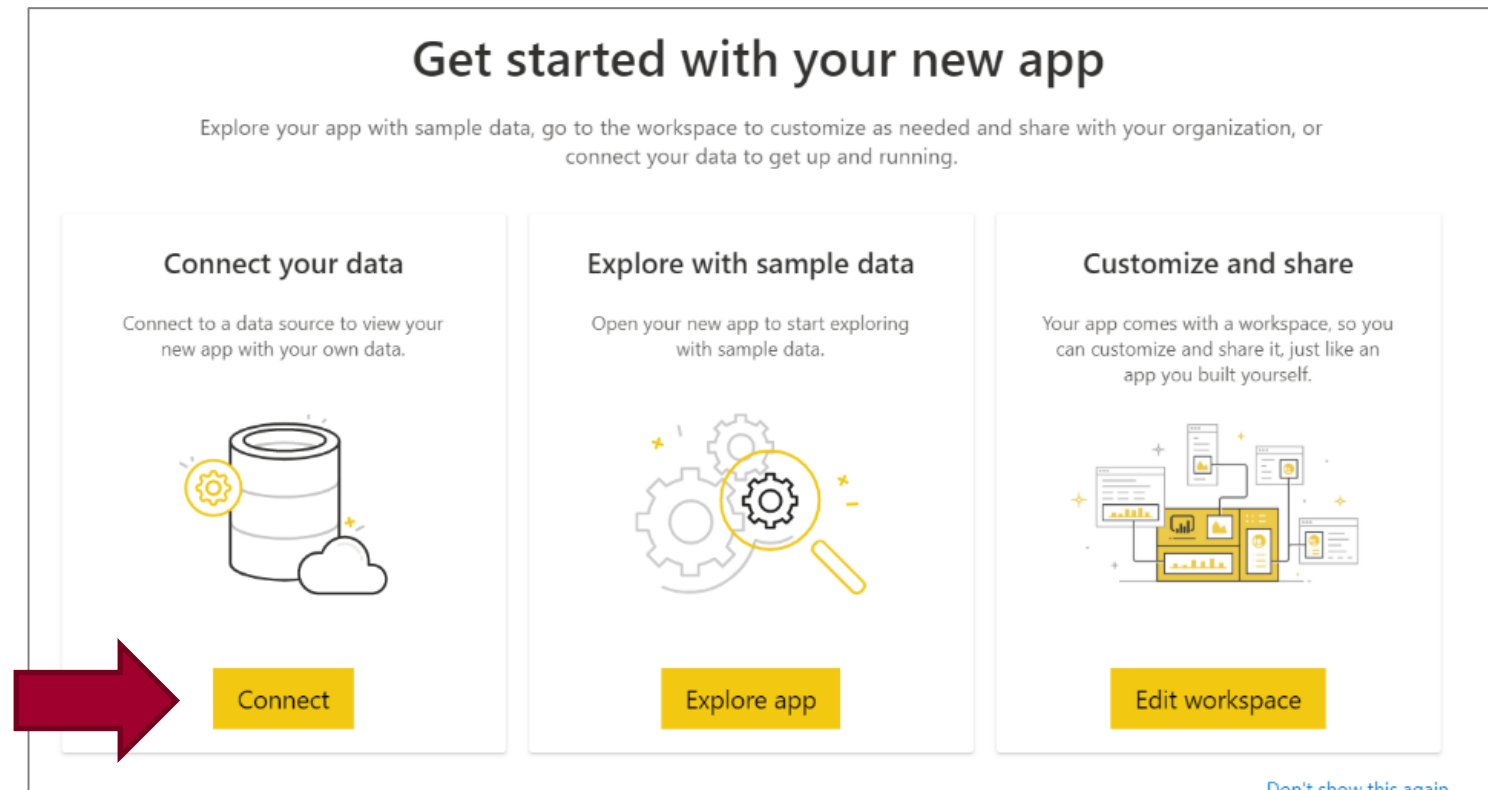 Get started with your new app
Explore your app with sample data, go to the workspace to customize as needed and share with your organization, or
connect your data to get up and running.
Connect your data
Connect to a data source to view your
new app with your own data.
Connect
Explore with sample data
Open your new app to start exploring
with sample data.
Explore app
Customize and share
Your app comes with a workspace, so you
can customize and share it, just like an
app you built yourself.
Edit workspace
Don't show this again